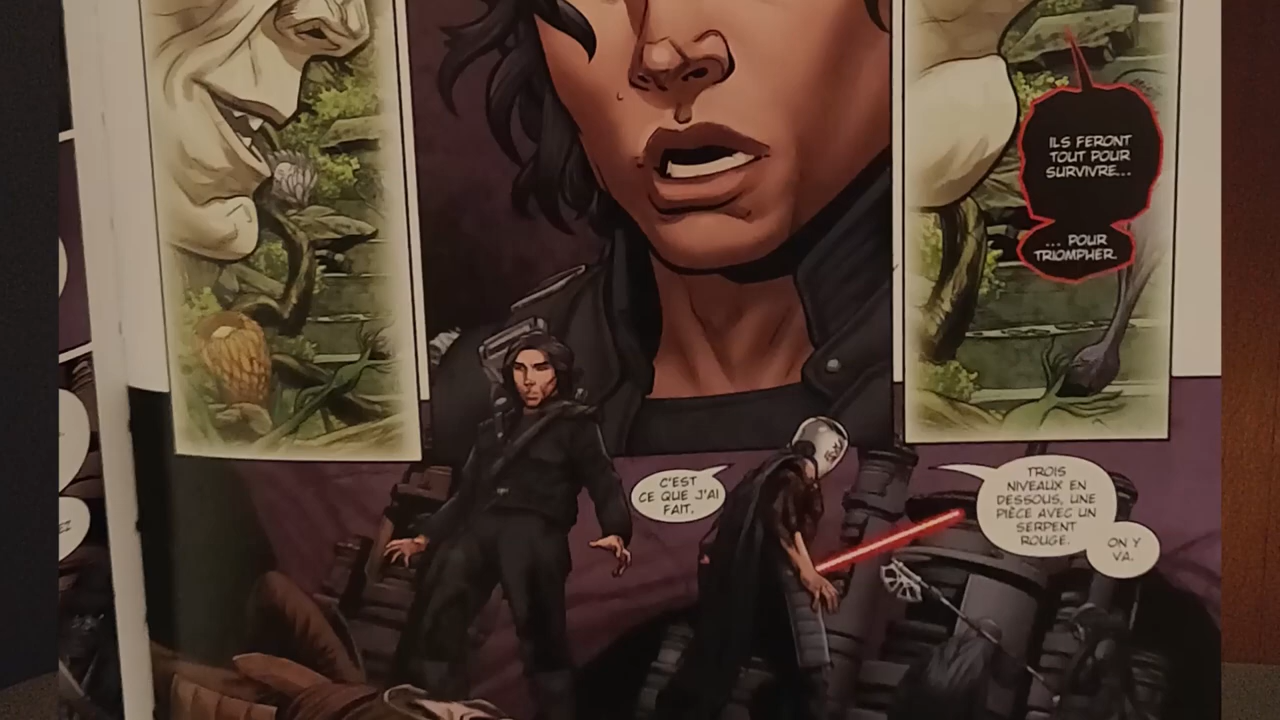 ILS FERONT
TOUT POUR
SURVIVRE...
... POUR
TRIOMPHER.
C'EST
CE QUE J'AI
FAIT.
TROIS
NIVEAUX EN
DESSOUS, UNE
PIÈCE AVEC UN
SERPENT
ROUGE.
ON Y
VA.